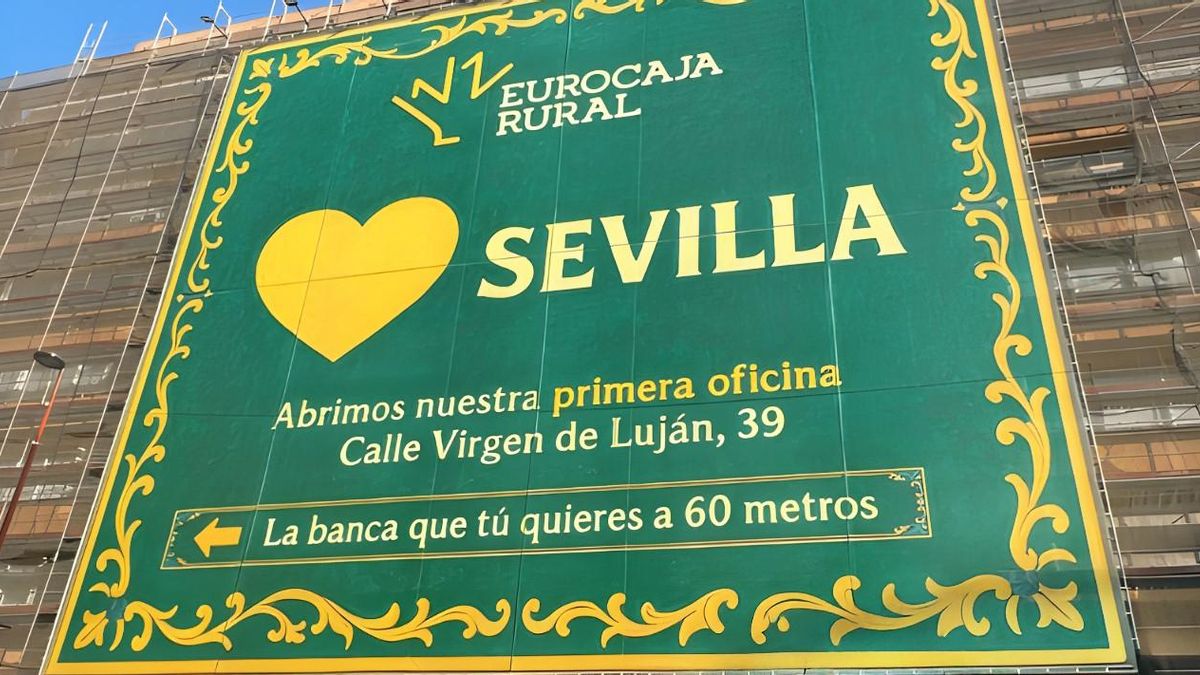 EUROCAJA
RURAL
SEVILLA
Abrimos nuestra primera oficina
Calle Virgen de Luján, 39
La banca que tú quieres a 60 metros